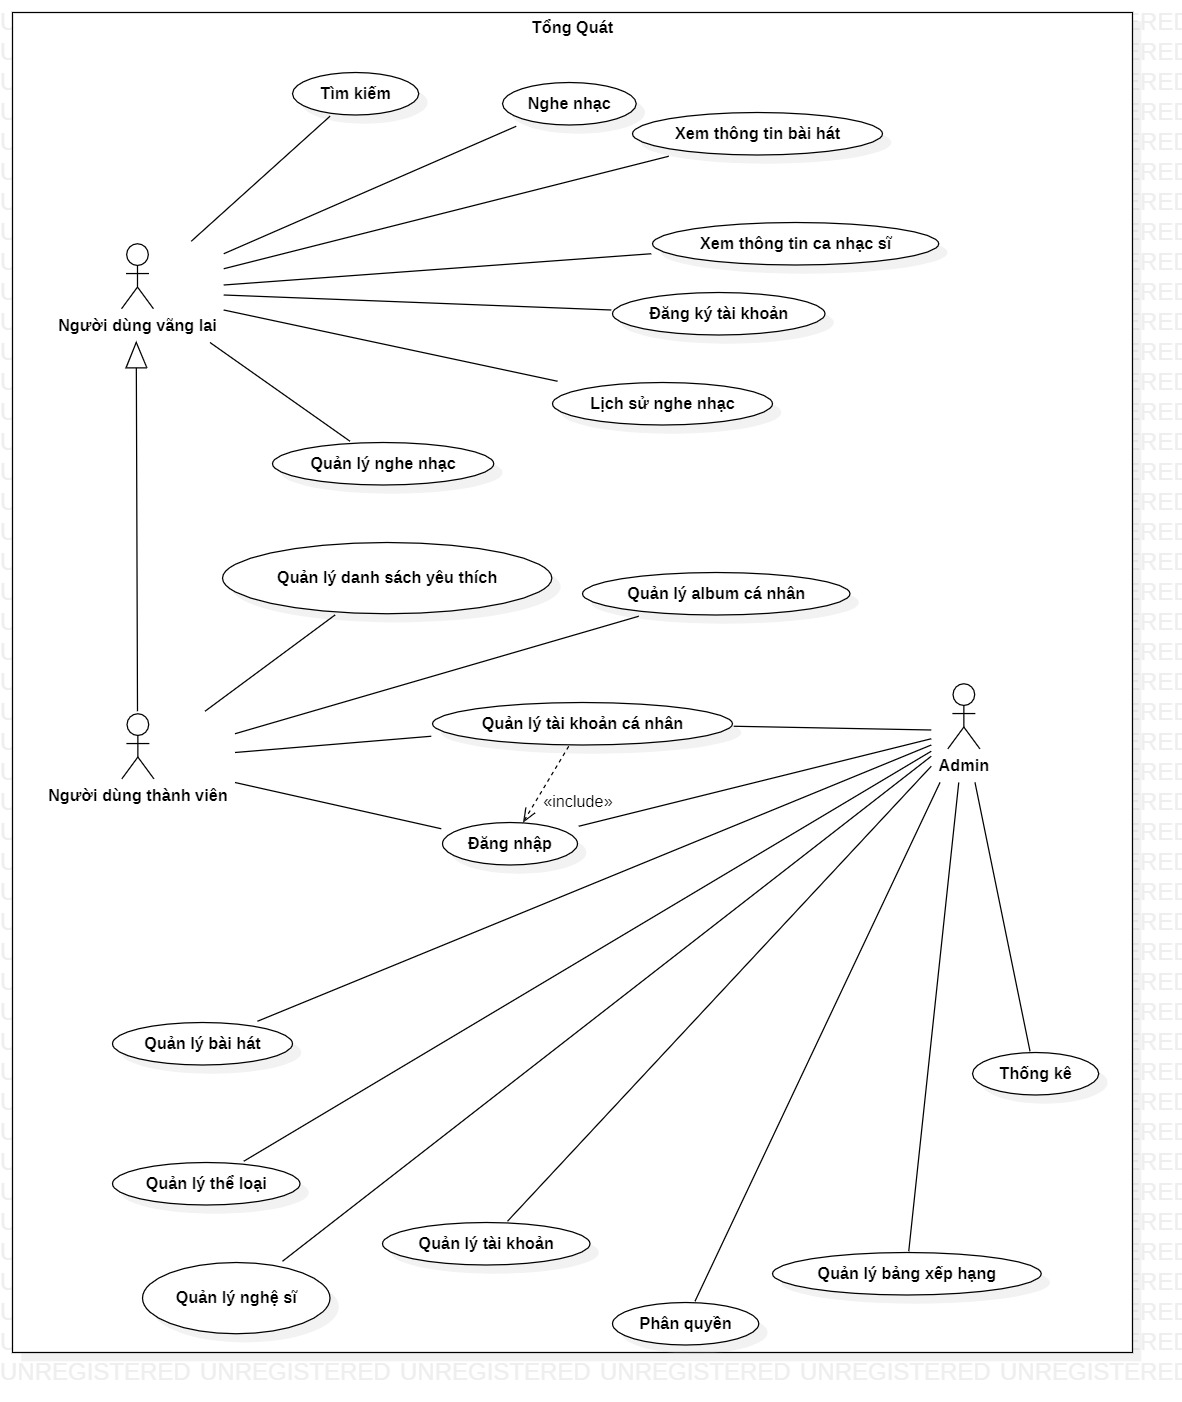 Tổng Quát
Tìm kiếm
Nghe nhạc
Xem thông tin bài hát
Xem thông tin ca nhạc sĩ
Đăng ký tài khoản
Người dùng vãng lai
Lịch sử nghe nhạc
Quản lý nghe nhạc
Quản lý danh sách yêu thích
Quản lý album cá nhân
Quản lý tài khoản cá nhân
Admin
Người dùng thành viên
«include»
Đăng nhập
Quản lý bài hát
Thống kê
Quản lý thể loại
Quản lý tài khoản
Quản lý bảng xếp hạng
Quản lý nghệ sĩ
Phân quyền
UNREGISTERED UNREGISTERED UNREGISTERED UNREGISTERED UNREGISTERED UNREGISTERED